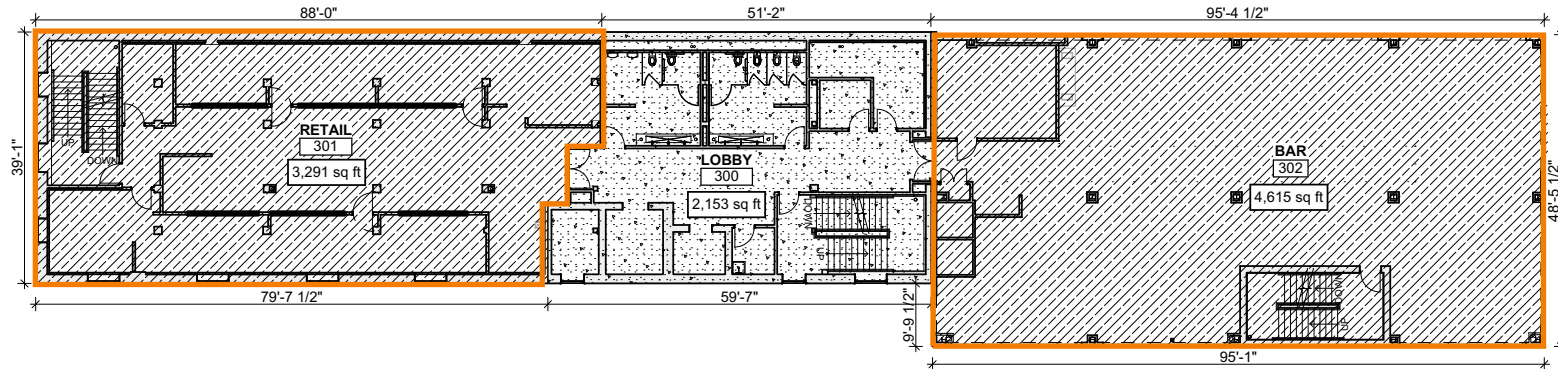 88'-0"
51'-2"
95'-4 1/2"
39'-1"
UP
DOWN
RETAIL
301
3,291 sq ft
LOBBY
300
2,153 sq ft
DOWN
UP
BAR
302
4,615 sq ft
48'-5 1/2"
DOWN
UP
79'-7 1/2"
59'-7"
9'-9 1/2"
95'-1"